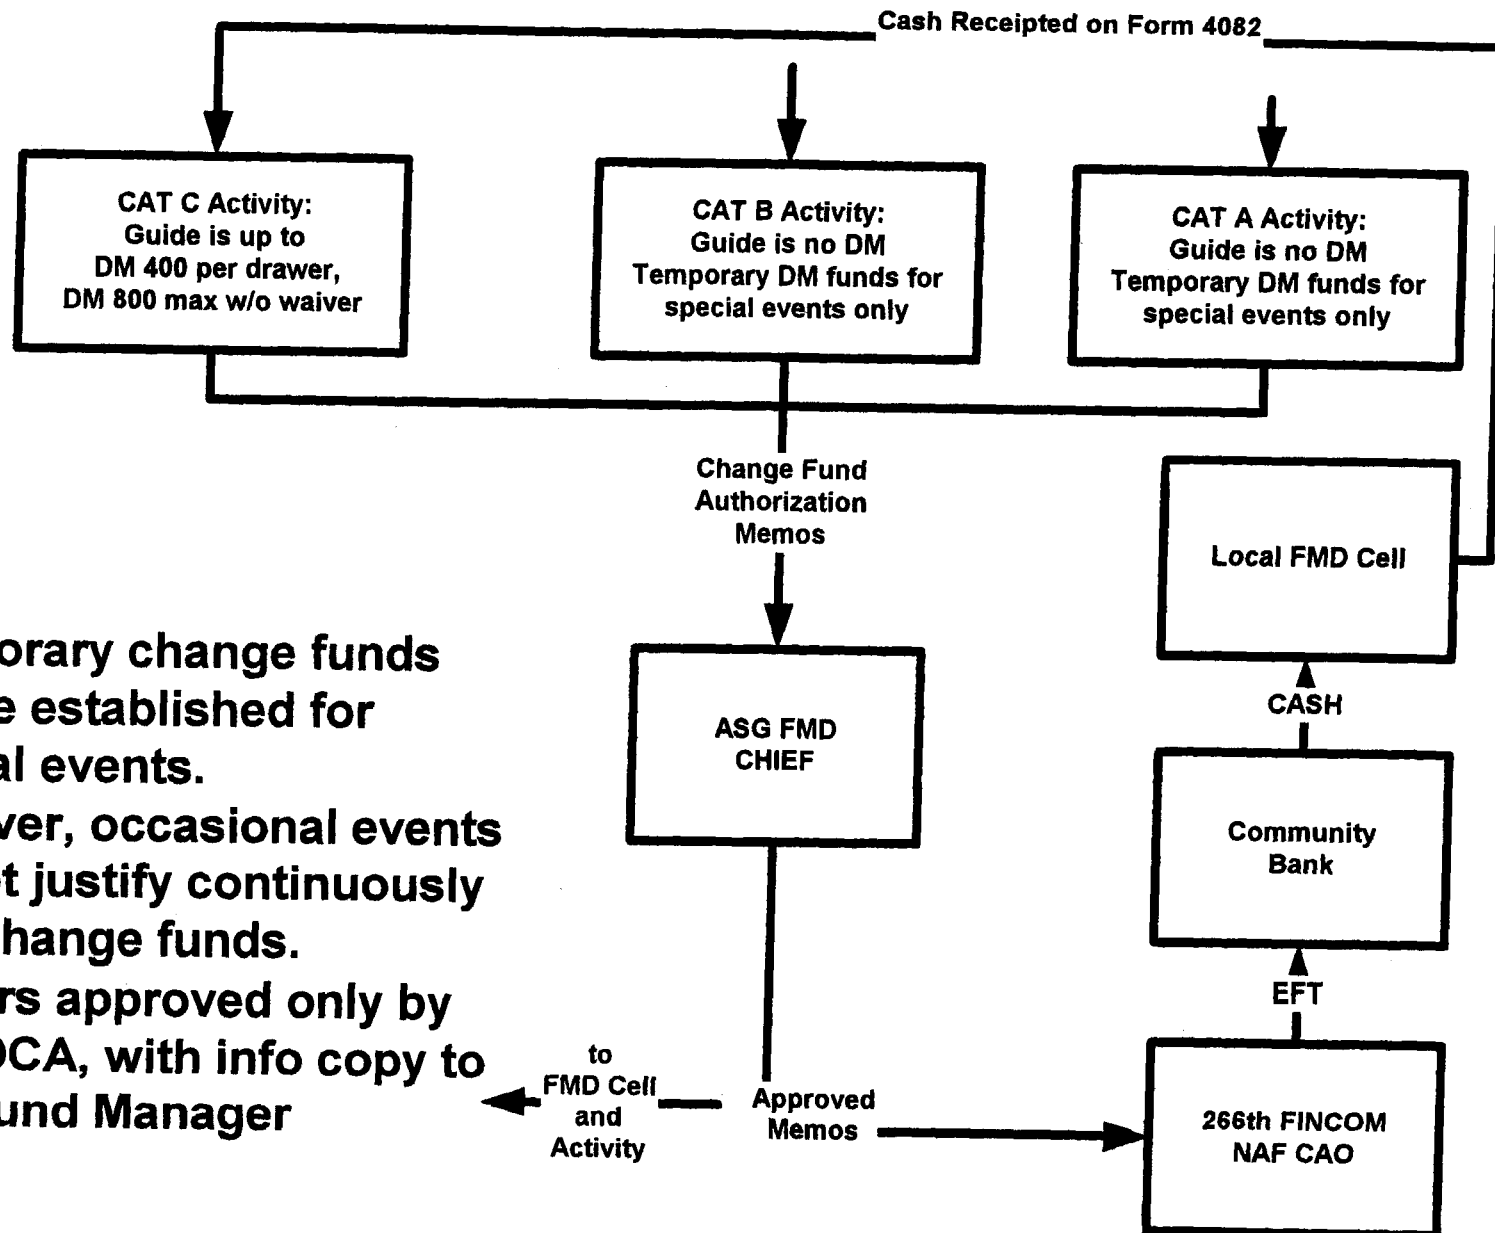 Cash Receipted on Form 4082
CAT C Activity:
Guide is up to
DM 400 per drawer,
DM 800 max w/o waiver
CAT B Activity:
Guide is no DM
Temporary DM funds for
special events only
CAT A Activity:
Guide is no DM
Temporary DM funds for
special events only
Change Fund
Authorization
Memos
Local FMD Cell
CASH
ASG FMD
CHIEF
Community
Bank
EFT
orary change funds
e established for
al events.
ver, occasional events
t justify continuously
hange funds.
rs approved only by
CA, with info copy to
und Manager
to
FMD Cell
and
Activity
Approved
Memos
266th FINCOM
NAF CAO